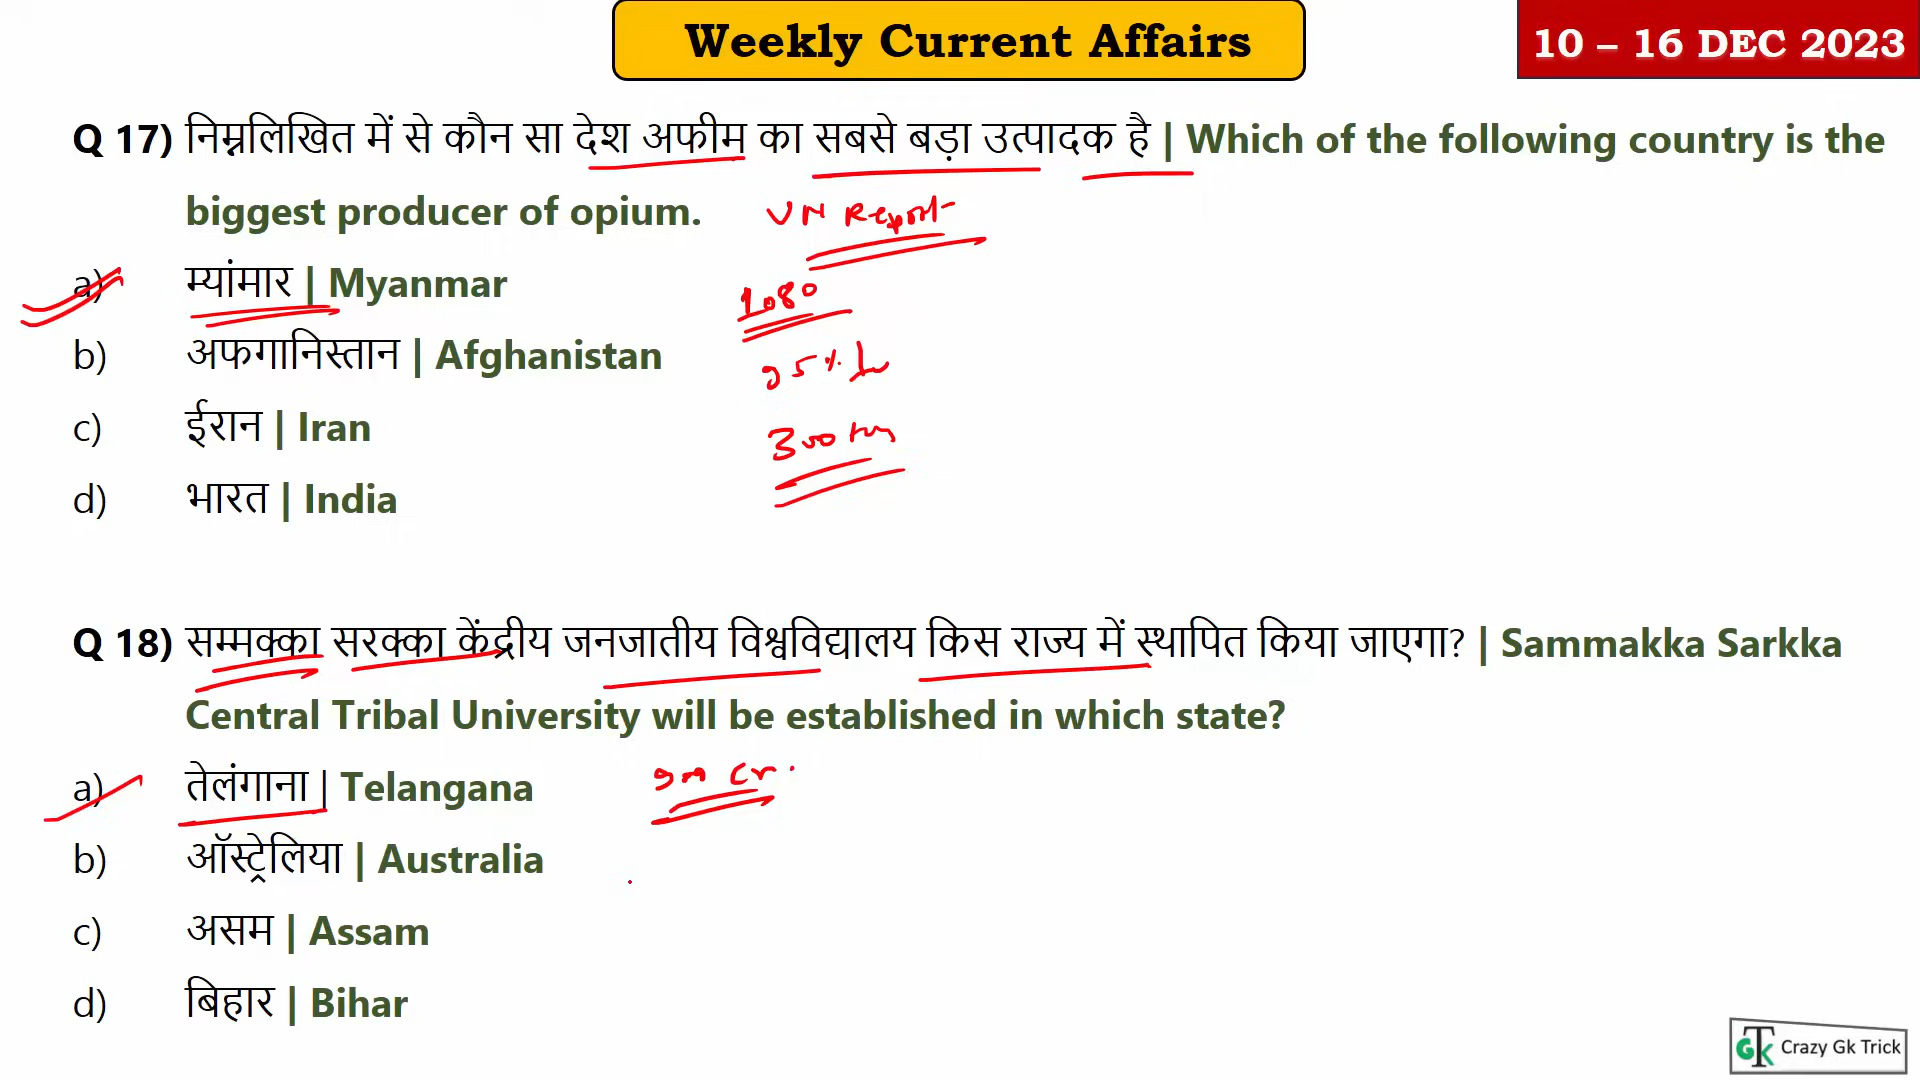 Weekly Current Affairs
10 – 16 DEC 2023
Q 17) निम्नलिखित में से कौन सा देश अफीम का सबसे बड़ा उत्पादक है | Which of the following country is the
biggest producer of opium.
UN Report
a) म्यांमार | Myanmar
1080
b) अफगानिस्तान | Afghanistan
95%
c) ईरान | Iran
300
d) भारत | India
Q 18) सम्मक्का सरक्का केंद्रीय जनजातीय विश्वविद्यालय किस राज्य में स्थापित किया जाएगा? | Sammakka Sarkka
Central Tribal University will be established in which state?
a) तेलंगाना | Telangana
Cr.
b) ऑस्ट्रेलिया | Australia
c) असम | Assam
d) बिहार | Bihar
GTK Crazy Gk Trick